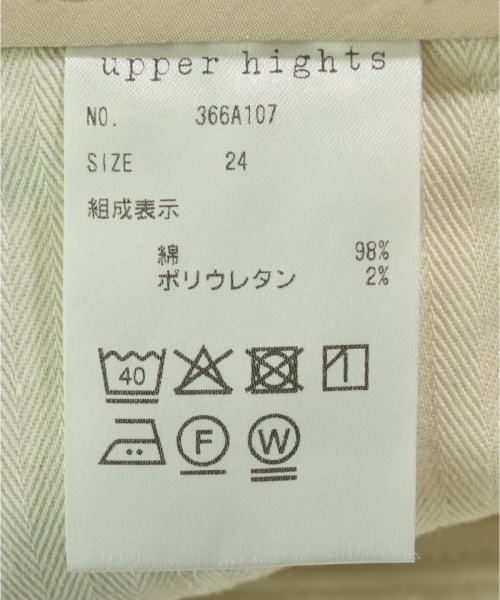 upper hights
NO. 366A107
SIZE 24
組成表示
綿 98%
ポリウレタン 2%
40
F W